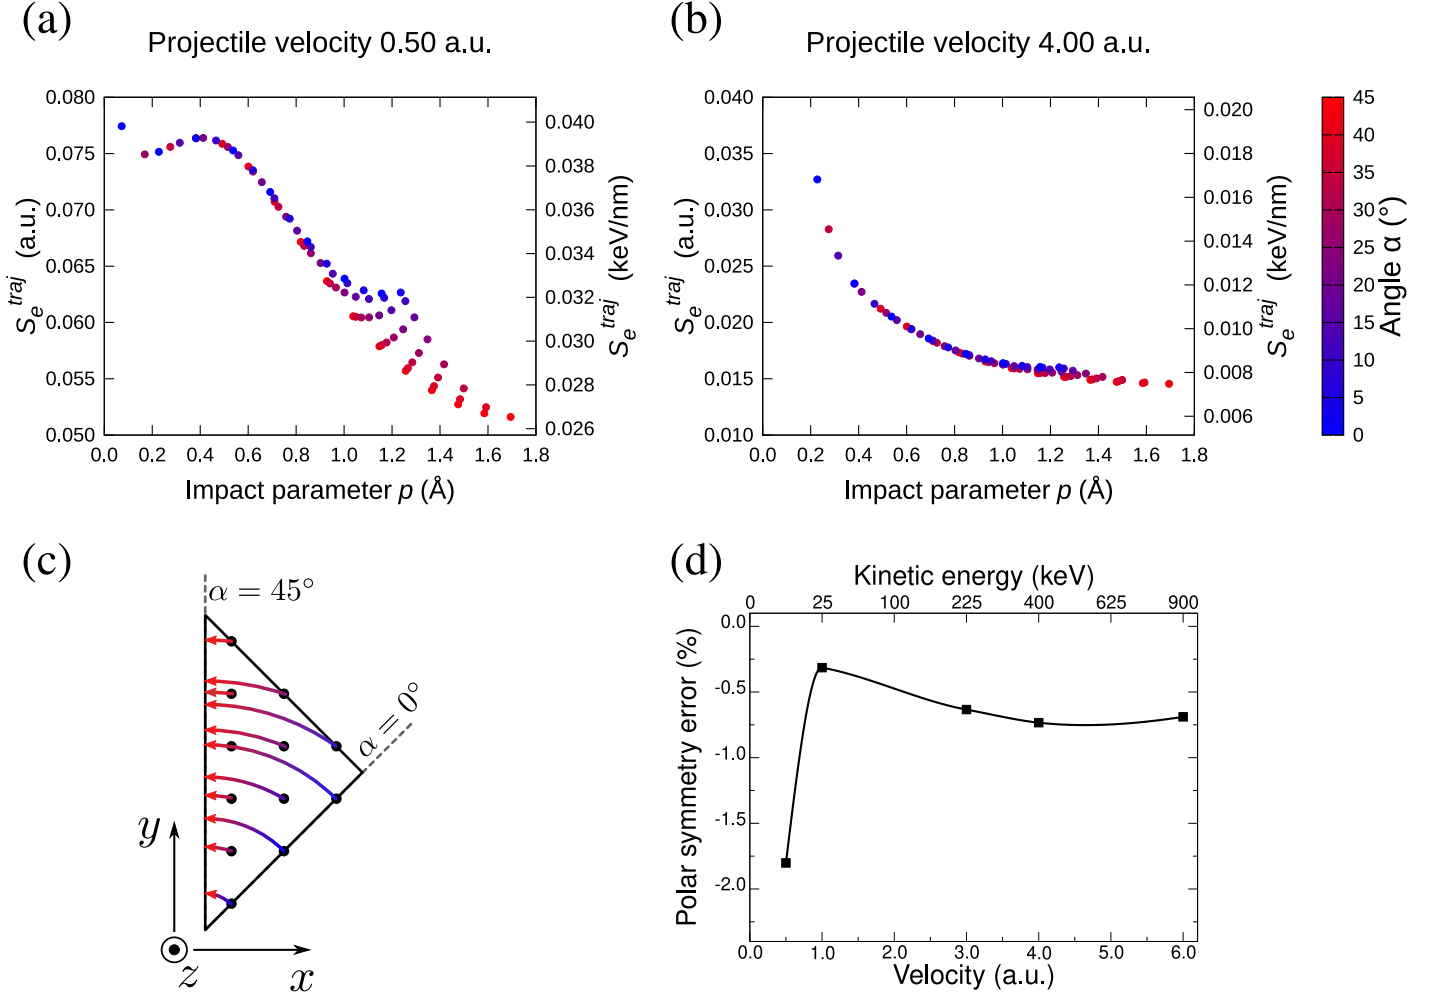 (a)
Projectile velocity 0.50 a.u.
0.080
0.075
0.070
0.065
0.060
0.055
0.050
S_e^traj (a.u.)
0.040
0.038
0.036
0.034
0.032
0.030
0.028
0.026
S_e^traj (keV/nm)
0.0 0.2 0.4 0.6 0.8 1.0 1.2 1.4 1.6 1.8
Impact parameter p (Å)
(b)
Projectile velocity 4.00 a.u.
0.040
0.035
0.030
0.025
0.020
0.015
0.010
S_e^traj (a.u.)
0.020
0.018
0.016
0.014
0.012
0.010
0.008
0.006
S_e^traj (keV/nm)
0.0 0.2 0.4 0.6 0.8 1.0 1.2 1.4 1.6 1.8
Impact parameter p (Å)
45
40
35
30
25
20
15
10
5
0
Angle α (°)
(c)
α = 45°
α = 0°
y
z
x
(d)
Kinetic energy (keV)
0 25 100 225 400 625 900
0.0
-0.5
-1.0
-1.5
-2.0
Polar symmetry error (%)
0.0 1.0 2.0 3.0 4.0 5.0 6.0
Velocity (a.u.)